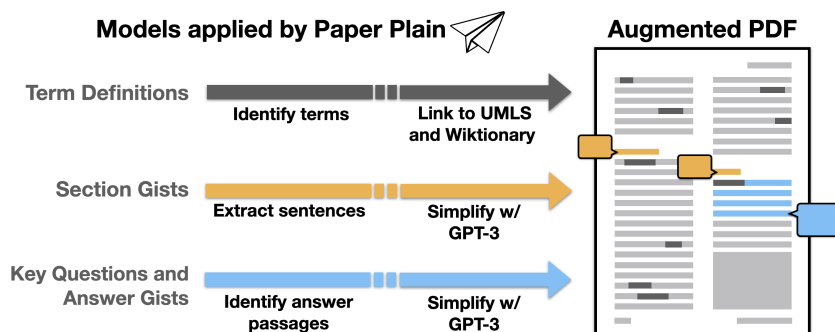 Models applied by Paper Plain
Augmented PDF
Term Definitions
Identify terms
Link to UMLS
and Wiktionary
Section Gists
Extract sentences
Simplify w/
GPT-3
Key Questions and
Answer Gists
Identify answer
passages
Simplify w/
GPT-3